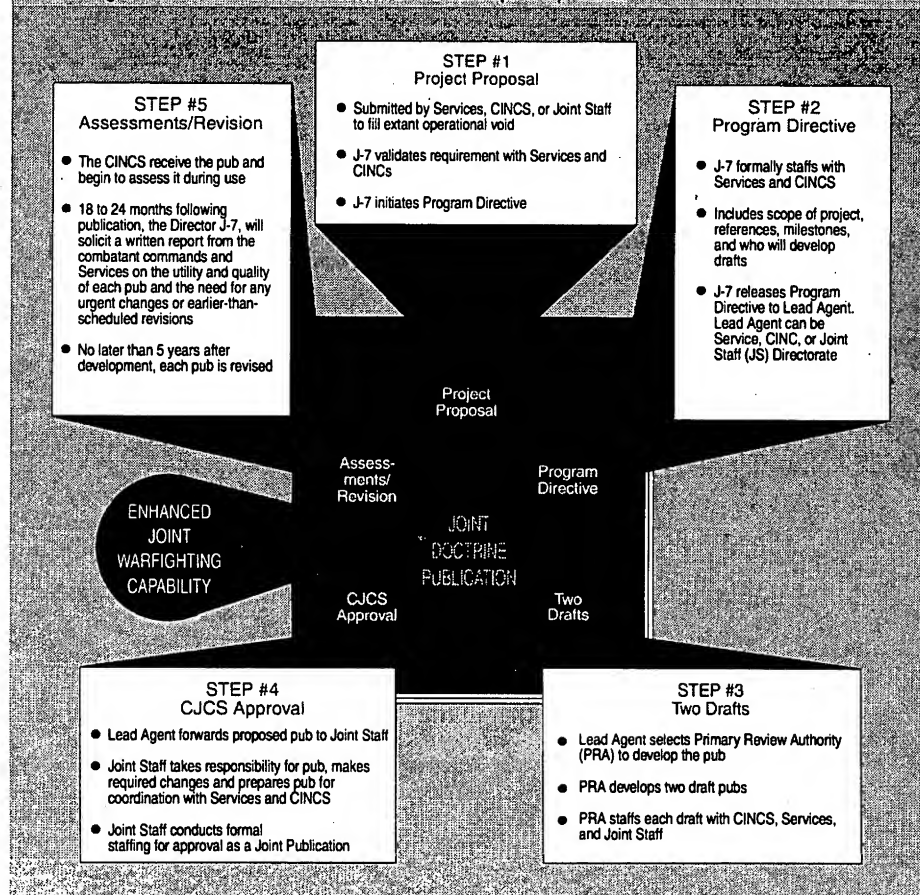 STEP #1
Project Proposal
● Submitted by Services, CINCS, or Joint Staff
to fill extant operational void
● J-7 validates requirement with Services and
CINCs
● J-7 initiates Program Directive
STEP #2
Program Directive
● J-7 formally staffs with
Services and CINCS
● Includes scope of project,
references, milestones,
and who will develop
drafts
● J-7 releases Program
Directive to Lead Agent.
Lead Agent can be
Service, CINC, or Joint
Staff (JS) Directorate
STEP #3
Two Drafts
● Lead Agent selects Primary Review Authority
(PRA) to develop the pub
● PRA develops two draft pubs
● PRA staffs each draft with CINCS, Services,
and Joint Staff
STEP #4
CJCS Approval
● Lead Agent forwards proposed pub to Joint Staff
● Joint Staff takes responsibility for pub, makes
required changes and prepares pub for
coordination with Services and CINCS
● Joint Staff conducts formal
staffing for approval as a Joint Publication
STEP #5
Assessments/Revision
● The CINCS receive the pub and
begin to assess it during use
● 18 to 24 months following
publication, the Director J-7, will
solicit a written report from the
combatant commands and
Services on the utility and quality
of each pub and the need for any
urgent changes or earlier-than-
scheduled revisions
● No later than 5 years after
development, each pub is revised
Project
Proposal
Assess-
ments/
Revision
Program
Directive
JOINT
DOCTRINE
PUBLICATION
CJCS
Approval
Two
Drafts
ENHANCED
JOINT
WARFIGHTING
CAPABILITY